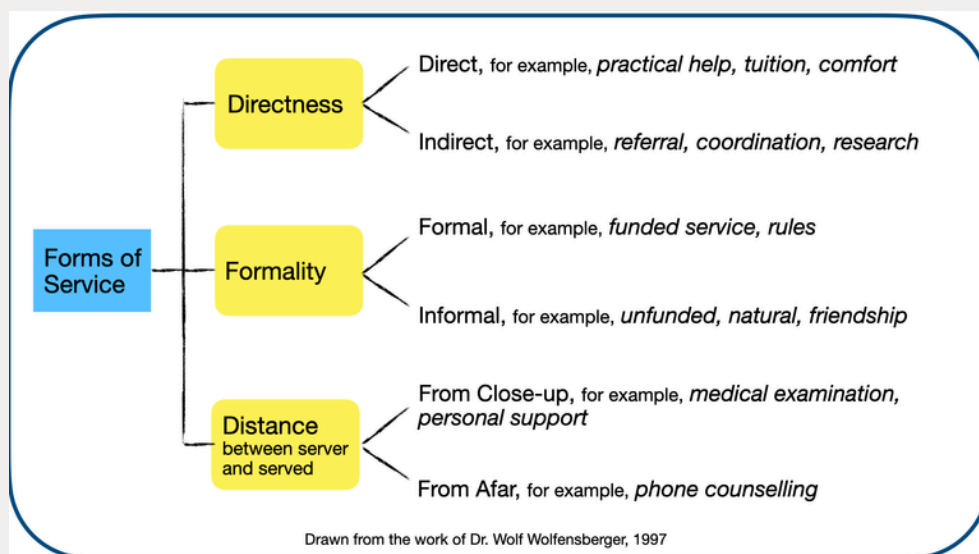 Direct, for example, practical help, tuition, comfort
Directness
Indirect, for example, referral, coordination, research
Forms of
Service
Formal, for example, funded service, rules
Formality
Informal, for example, unfunded, natural, friendship
From Close-up, for example, medical examination,
personal support
Distance
between server
and served
From Afar, for example, phone counselling
Drawn from the work of Dr. Wolf Wolfensberger, 1997